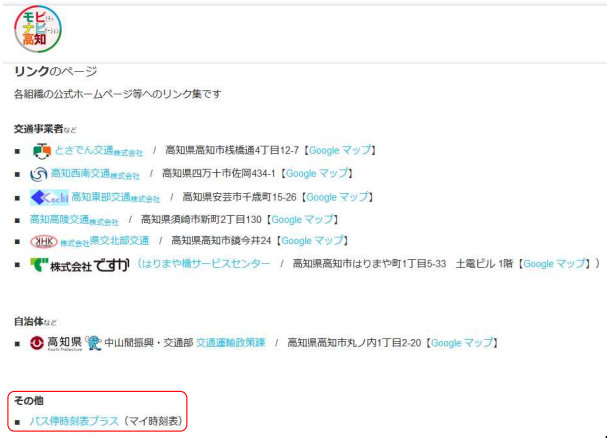 モビリティ
ナビゲーション
高知
リンクのページ
各組織の公式ホームページ等へのリンク集です
交通事業者など
とさでん交通株式会社 / 高知県高知市桟橋通4丁目12-7【Google マップ】
高知西南交通株式会社 / 高知県四万十市佐岡434-1【Google マップ】
Kochi 高知東部交通株式会社 / 高知県安芸市千歳町15-26【Google マップ】
高知高陵交通株式会社 / 高知県須崎市新町2丁目130【Google マップ】
KHK 株式会社県交北部交通 / 高知県高知市鏡今井24【Google マップ】
株式会社ですか (はりまや橋サービスセンター / 高知県高知市はりまや町1丁目5-33 土電ビル 1階【Google マップ】)
自治体など
高知県 Kochi Prefecture 中山間振興・交通部 交通運輸政策課 / 高知県高知市丸ノ内1丁目2-20【Google マップ】
その他
バス停時刻表プラス(マイ時刻表)